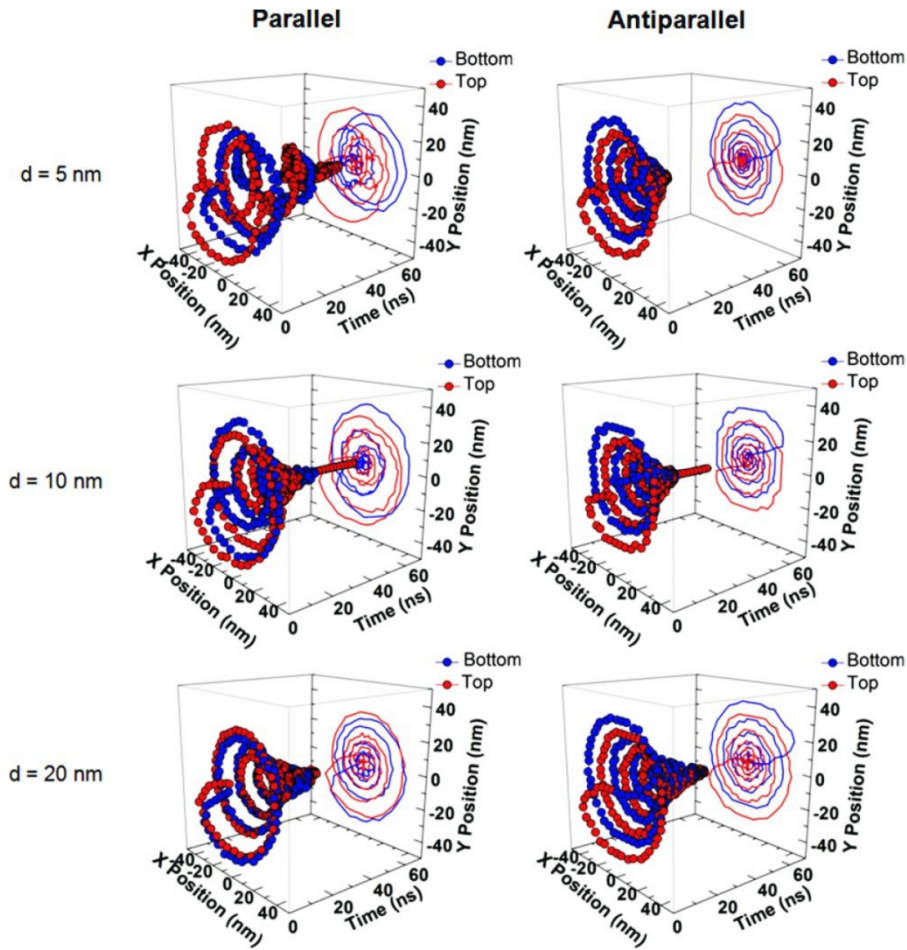 Parallel
Antiparallel
Bottom
Top
Bottom
Top
d = 5 nm
40
20
0
-20
-40
Y Position (nm)
-40
-20
0
20
40
X Position (nm)
0
20
40
60
Time (ns)
40
20
0
-20
-40
Y Position (nm)
-40
-20
0
20
40
X Position (nm)
0
20
40
60
Time (ns)
Bottom
Top
Bottom
Top
d = 10 nm
40
20
0
-20
-40
Y Position (nm)
-40
-20
0
20
40
X Position (nm)
0
20
40
60
Time (ns)
40
20
0
-20
-40
Y Position (nm)
-40
-20
0
20
40
X Position (nm)
0
20
40
60
Time (ns)
Bottom
Top
Bottom
Top
d = 20 nm
40
20
0
-20
-40
Y Position (nm)
-40
-20
0
20
40
X Position (nm)
0
20
40
60
Time (ns)
40
20
0
-20
-40
Y Position (nm)
-40
-20
0
20
40
X Position (nm)
0
20
40
60
Time (ns)